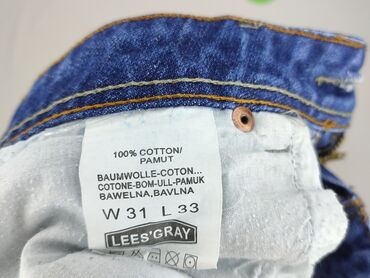 100% COTTON/
PAMUT
BAUMWOLLE-COTON...
COTONE-BOM-ULL-PAMUK
BAWELNA,BAVLNA
W 31 L 33
LEES'GRAY